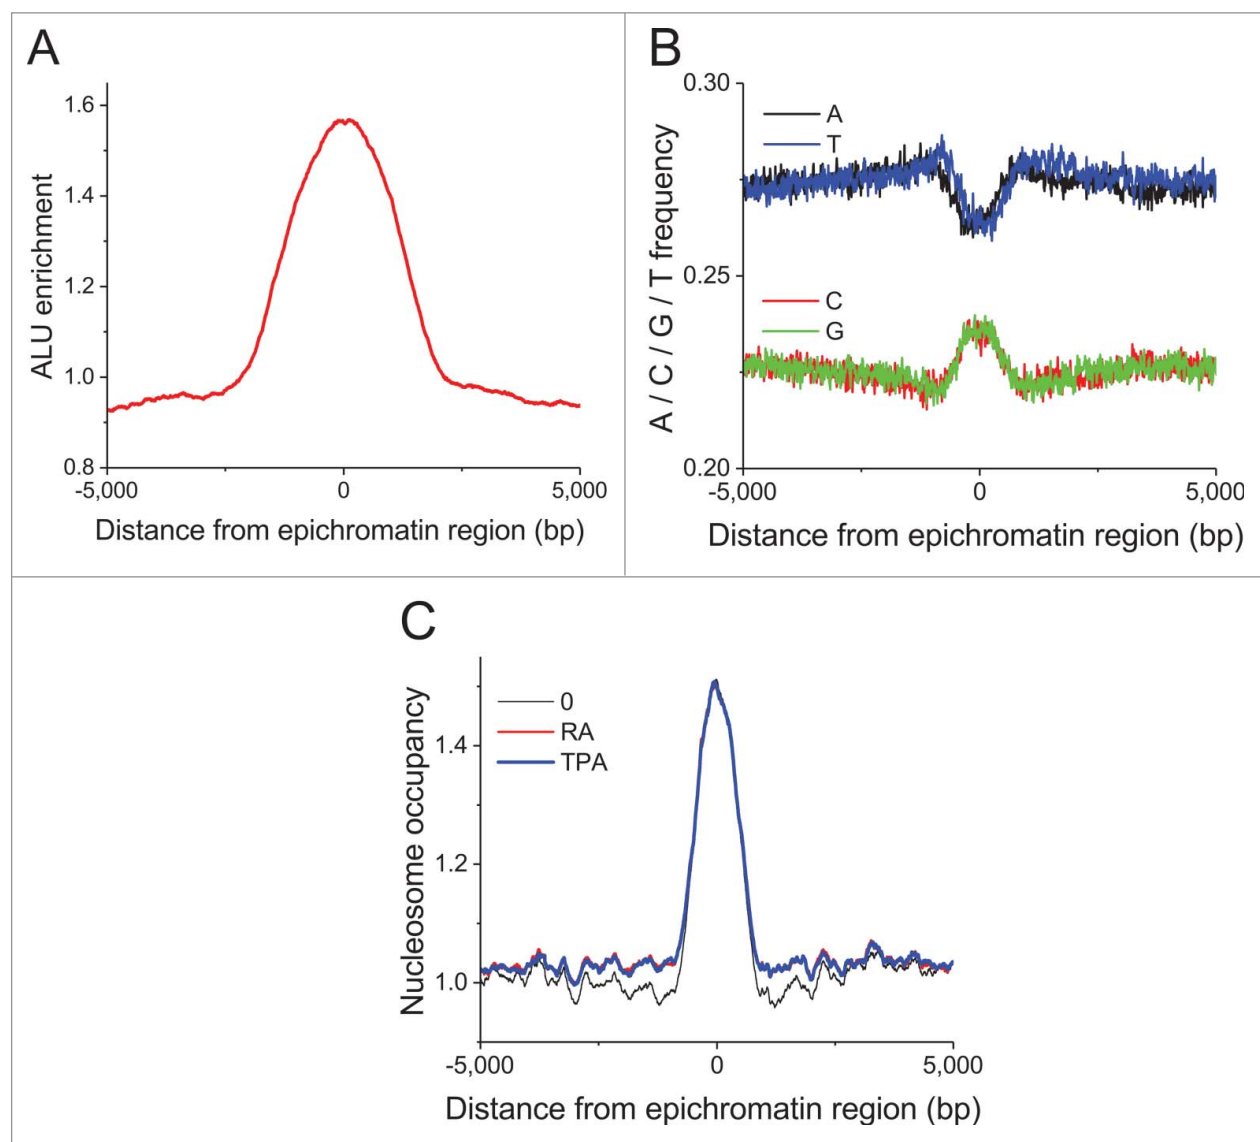 A
ALU enrichment
1.6
1.4
1.2
1.0
0.8
-5,000
0
5,000
Distance from epichromatin region (bp)
B
A / C / G / T frequency
0.30
0.25
0.20
A
T
C
G
-5,000
0
5,000
Distance from epichromatin region (bp)
C
Nucleosome occupancy
1.4
1.2
1.0
0
RA
TPA
-5,000
0
5,000
Distance from epichromatin region (bp)